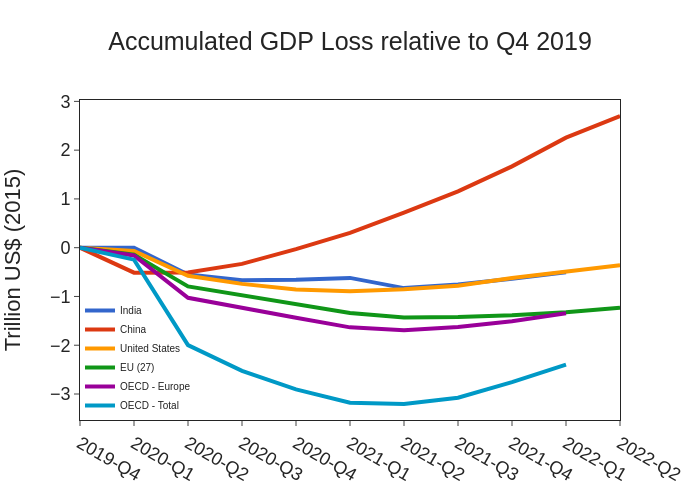 Accumulated GDP Loss relative to Q4 2019
Trillion US$ (2015)
3
2
1
0
−1
−2
−3
India
China
United States
EU (27)
OECD - Europe
OECD - Total
2019-Q4
2020-Q1
2020-Q2
2020-Q3
2020-Q4
2021-Q1
2021-Q2
2021-Q3
2021-Q4
2022-Q1
2022-Q2